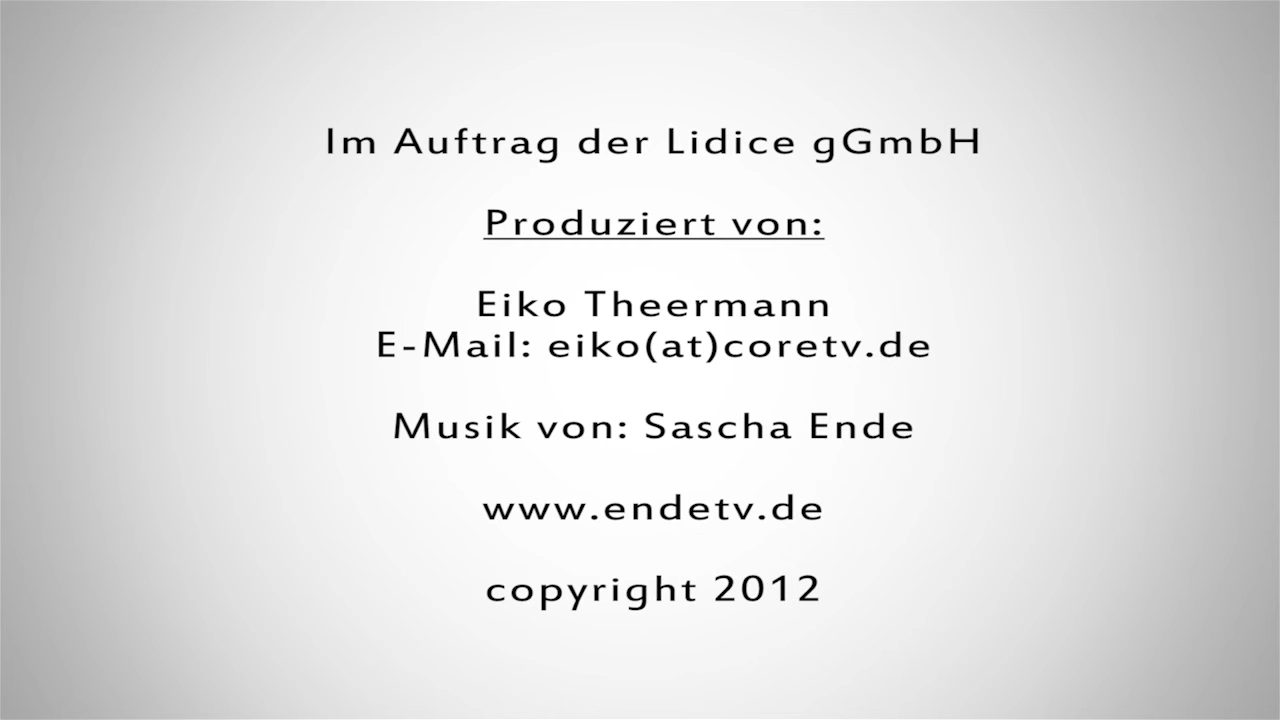 Im Auftrag der Lidice gGmbH
Produziert von:
Eiko Theermann
E-Mail: eiko(at)coretv.de
Musik von: Sascha Ende
www.endetv.de
copyright 2012